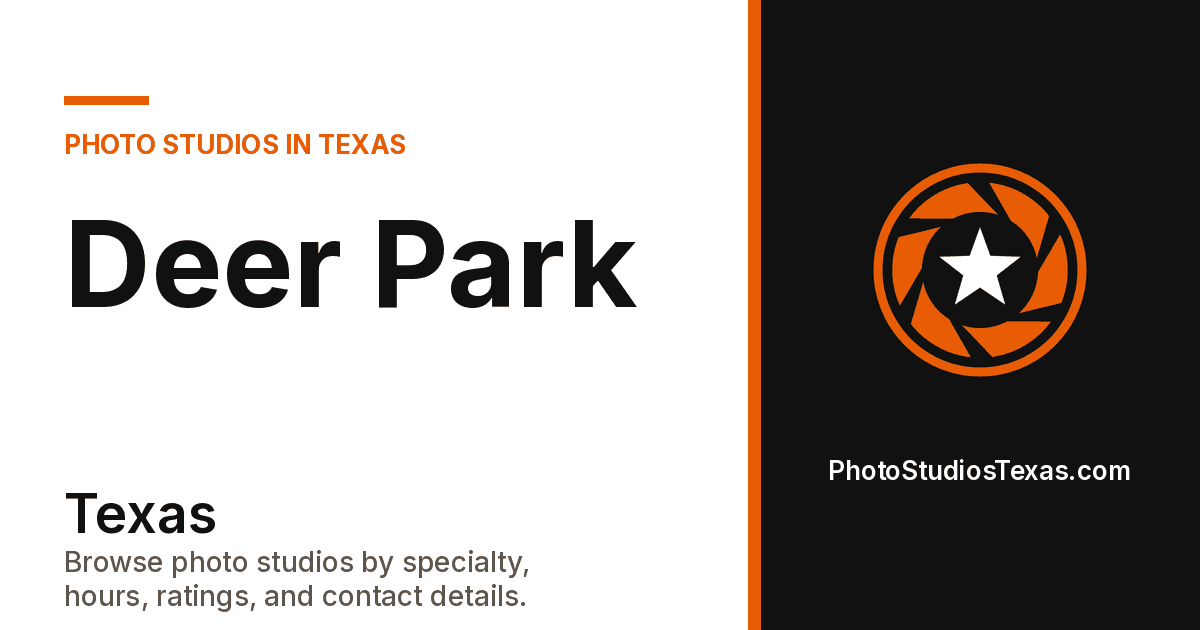 PHOTO STUDIOS IN TEXAS
Deer Park
Texas
Browse photo studios by specialty,
hours, ratings, and contact details.
PhotoStudiosTexas.com